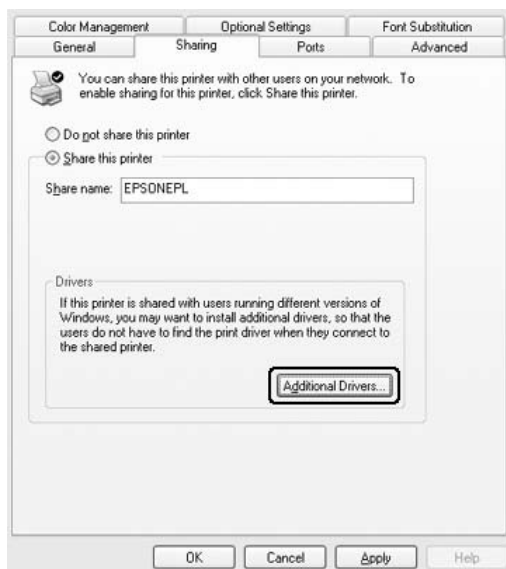 Color Management Optional Settings Font Substitution
General Sharing Ports Advanced
You can share this printer with other users on your network. To
enable sharing for this printer, click Share this printer.
Do not share this printer
Share this printer
Share name: EPSONEPL
Drivers
If this printer is shared with users running different versions of
Windows, you may want to install additional drivers, so that the
users do not have to find the print driver when they connect to
the shared printer.
Additional Drivers...
OK Cancel Apply Help